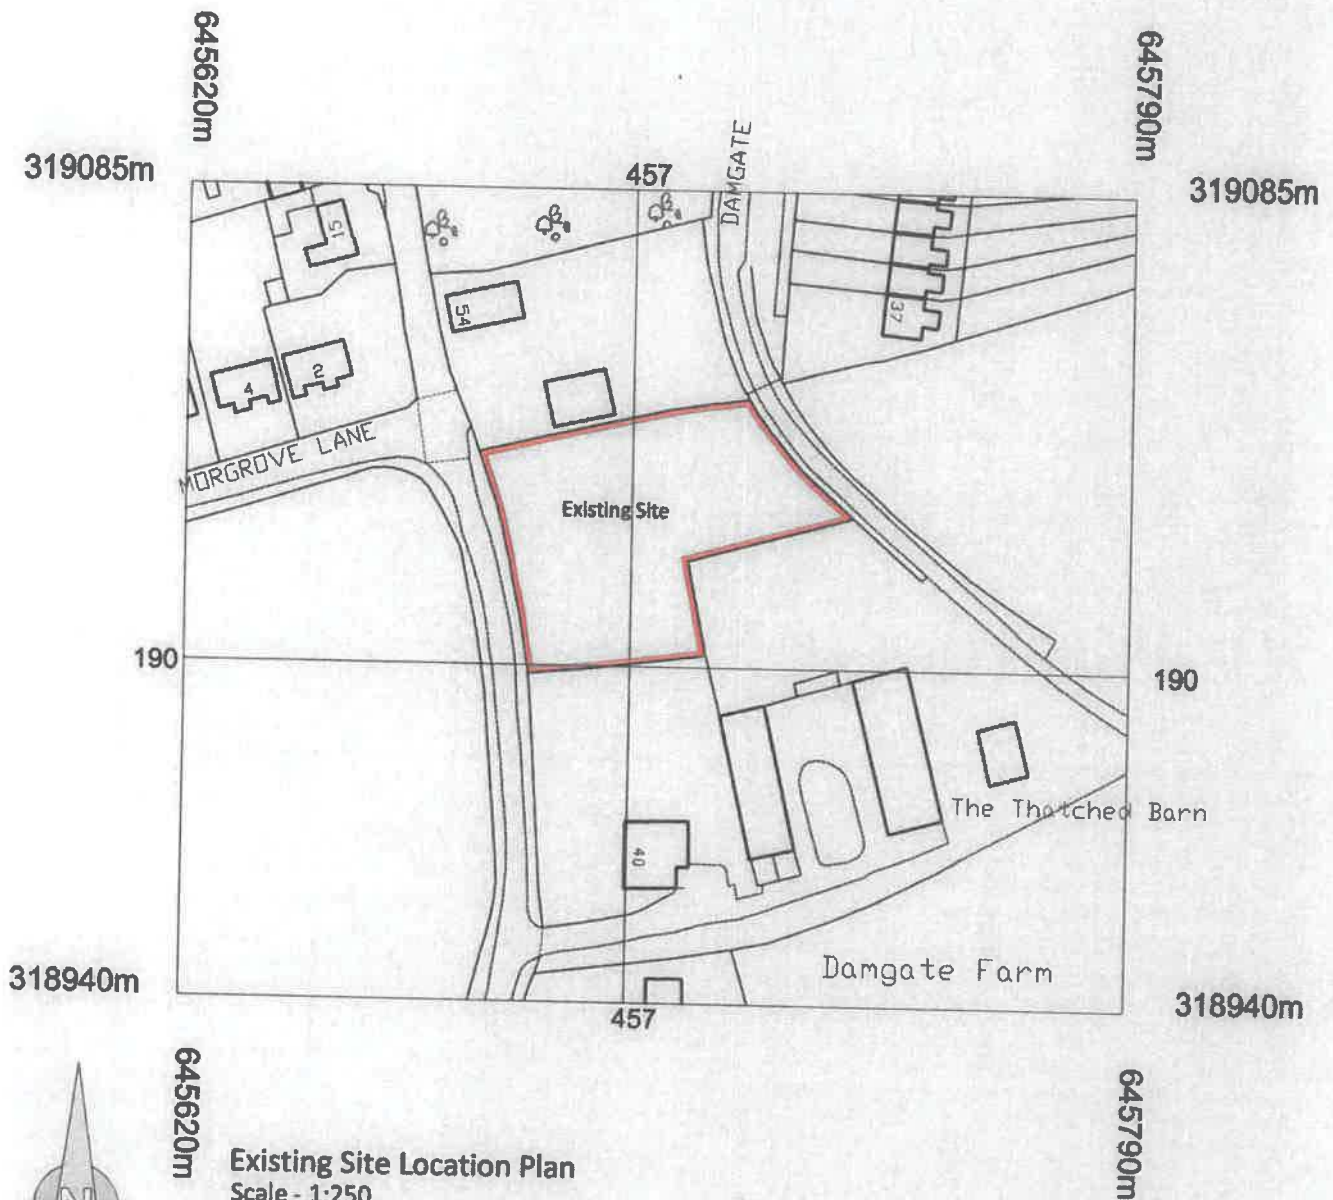 645620m
645790m
319085m
457
DAMGATE
319085m
15
54
37
2
4
MORGROVE LANE
Existing Site
190
190
The Thatched Barn
40
Damgate Farm
318940m
318940m
457
645620m
645790m
N
Existing Site Location Plan
Scale - 1:250